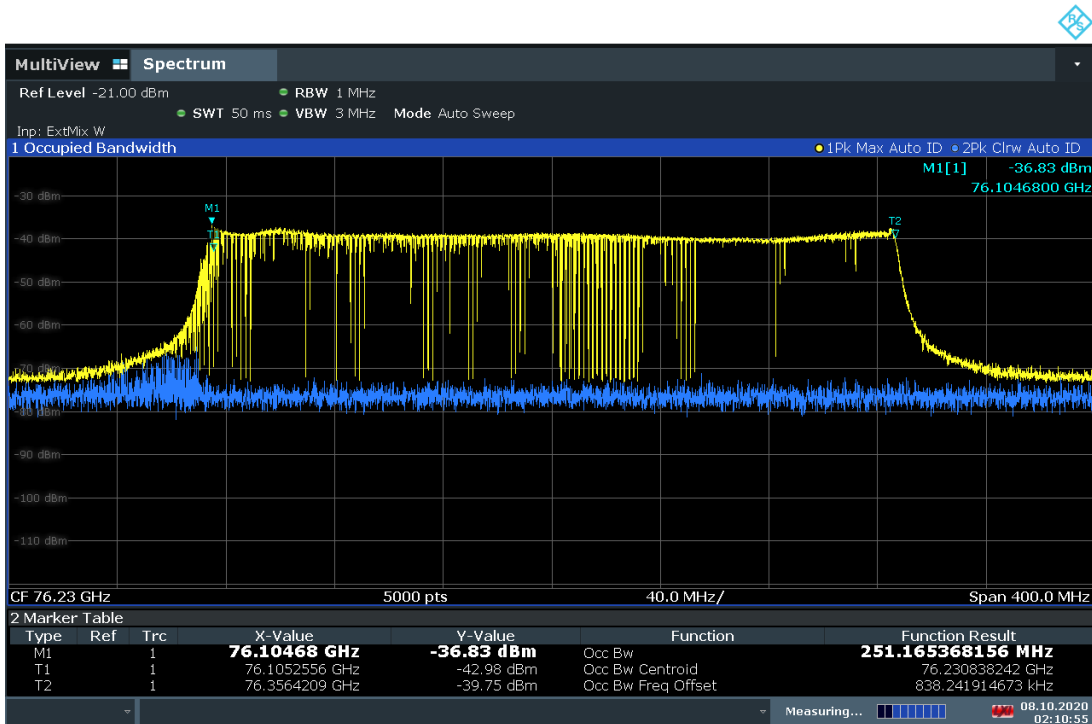 R&S
MultiView Spectrum
Ref Level -21.00 dBm RBW 1 MHz
SWT 50 ms VBW 3 MHz Mode Auto Sweep
Inp: ExtMix W
1 Occupied Bandwidth 1Pk Max Auto ID 2Pk Clrw Auto ID
M1[1] -36.83 dBm
76.1046800 GHz
-30 dBm
M1
T2
T1
-40 dBm
-50 dBm
-60 dBm
-70 dBm
-80 dBm
-90 dBm
-100 dBm
-110 dBm
CF 76.23 GHz 5000 pts 40.0 MHz/ Span 400.0 MHz
2 Marker Table
Type Ref Trc X-Value Y-Value Function Function Result
M1 1 76.10468 GHz -36.83 dBm Occ Bw 251.165368156 MHz
T1 1 76.1052556 GHz -42.98 dBm Occ Bw Centroid 76.230838242 GHz
T2 1 76.3564209 GHz -39.75 dBm Occ Bw Freq Offset 838.241914673 kHz
Measuring... 08.10.2020
02:10:55